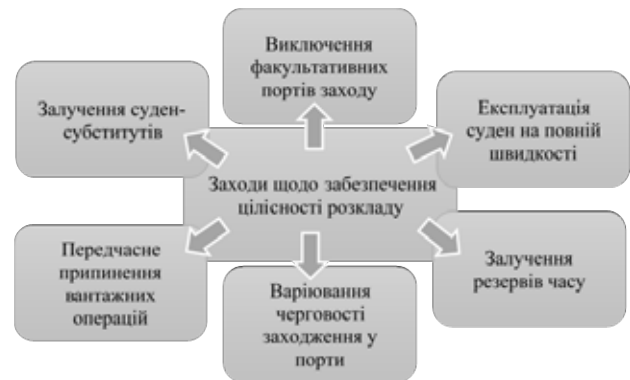 Виключення
факультативних
портів заходу
Залучення суден-
субститутів
Експлуатація
суден на повній
швидкості
Заходи щодо забезпечення
цілісності розкладу
Передчасне
припинення
вантажних
операцій
Варіювання
черговості
заходження у
порти
Залучення
резервів часу